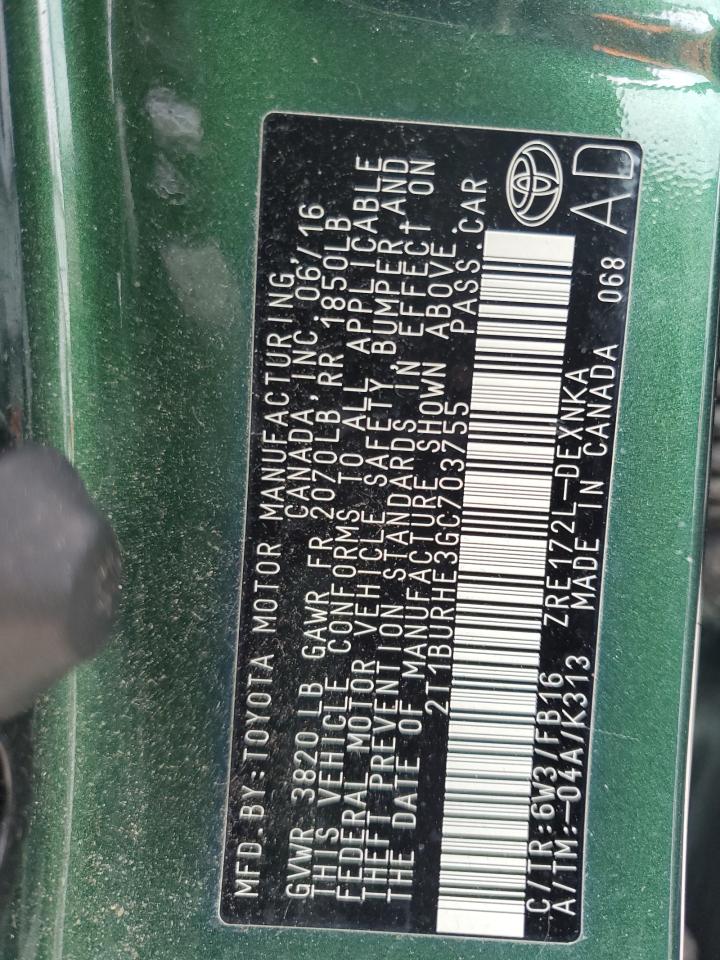 MFD.BY:TOYOTA MOTOR MANUFACTURING,
CANADA, INC. 06/16
GVWR 3820 LB GAWR FR 2070LB RR 1850LB
THIS VEHICLE CONFORMS TO ALL APPLICABLE
FEDERAL MOTOR VEHICLE SAFETY, BUMPER AND
THEFT PREVENTION STANDARDS IN EFFECT ON
THE DATE OF MANUFACTURE SHOWN ABOVE.
2T1BURHE3GC703755 PASS.CAR
C/TR:6W3/FB16 ZRE172L-DEXNKA
A/TM:-04A/K313 MADE IN CANADA 068
AD